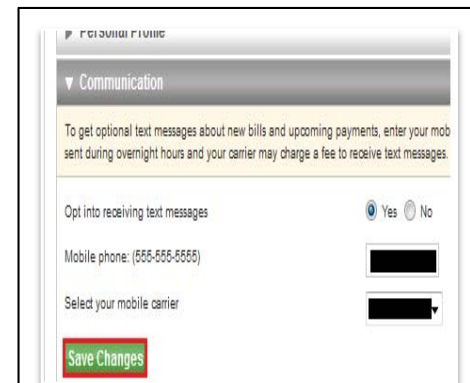 Personal Profile
Communication
To get optional text messages about new bills and upcoming payments, enter your mob
sent during overnight hours and your carrier may charge a fee to receive text messages.
Opt into receiving text messages Yes No
Mobile phone: (555-555-5555)
Select your mobile carrier
Save Changes